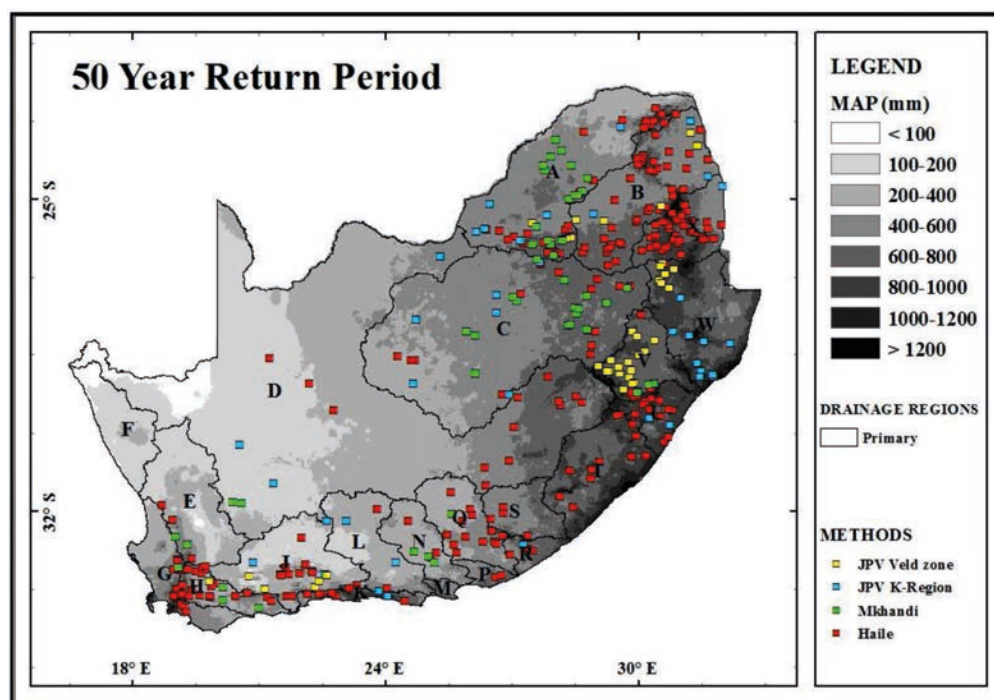 50 Year Return Period
A
B
X
C
W
V
D
F
E
T
L
N
Q
S
R
J
P
G
H
K
M
25° S
32° S
18° E
24° E
30° E
LEGEND
MAP (mm)
< 100
100-200
200-400
400-600
600-800
800-1000
1000-1200
> 1200
DRAINAGE REGIONS
Primary
METHODS
JPV Veld zone
JPV K-Region
Mkhandi
Haile